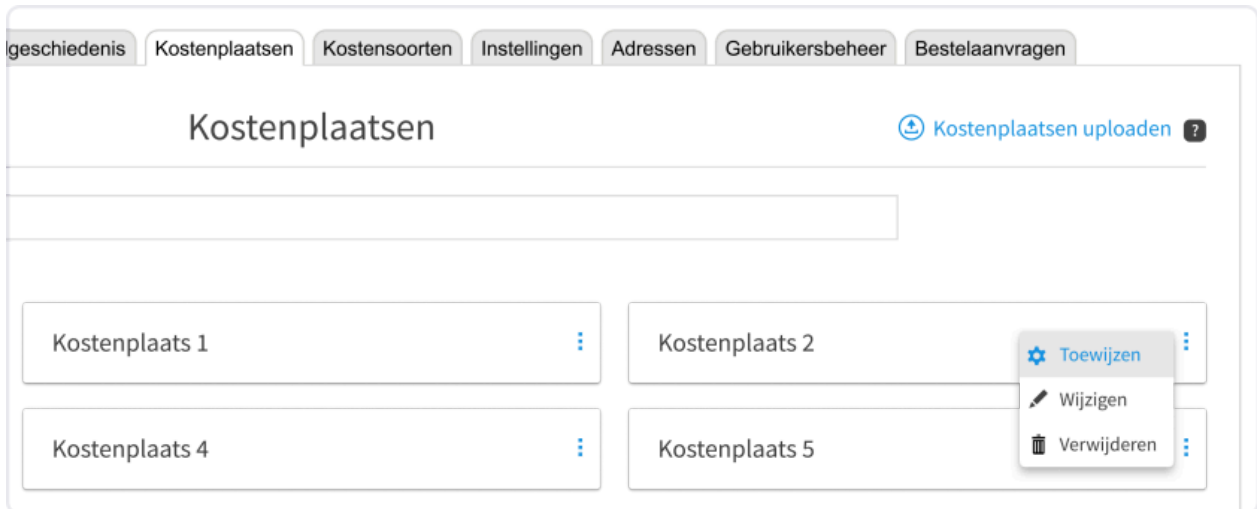 lgeschiedenis Kostenplaatsen Kostensoorten Instellingen Adressen Gebruikersbeheer Bestelaanvragen
Kostenplaatsen Kostenplaatsen uploaden ?
Kostenplaats 1 Kostenplaats 2
Toewijzen
Wijzigen
Kostenplaats 4 Kostenplaats 5 Verwijderen